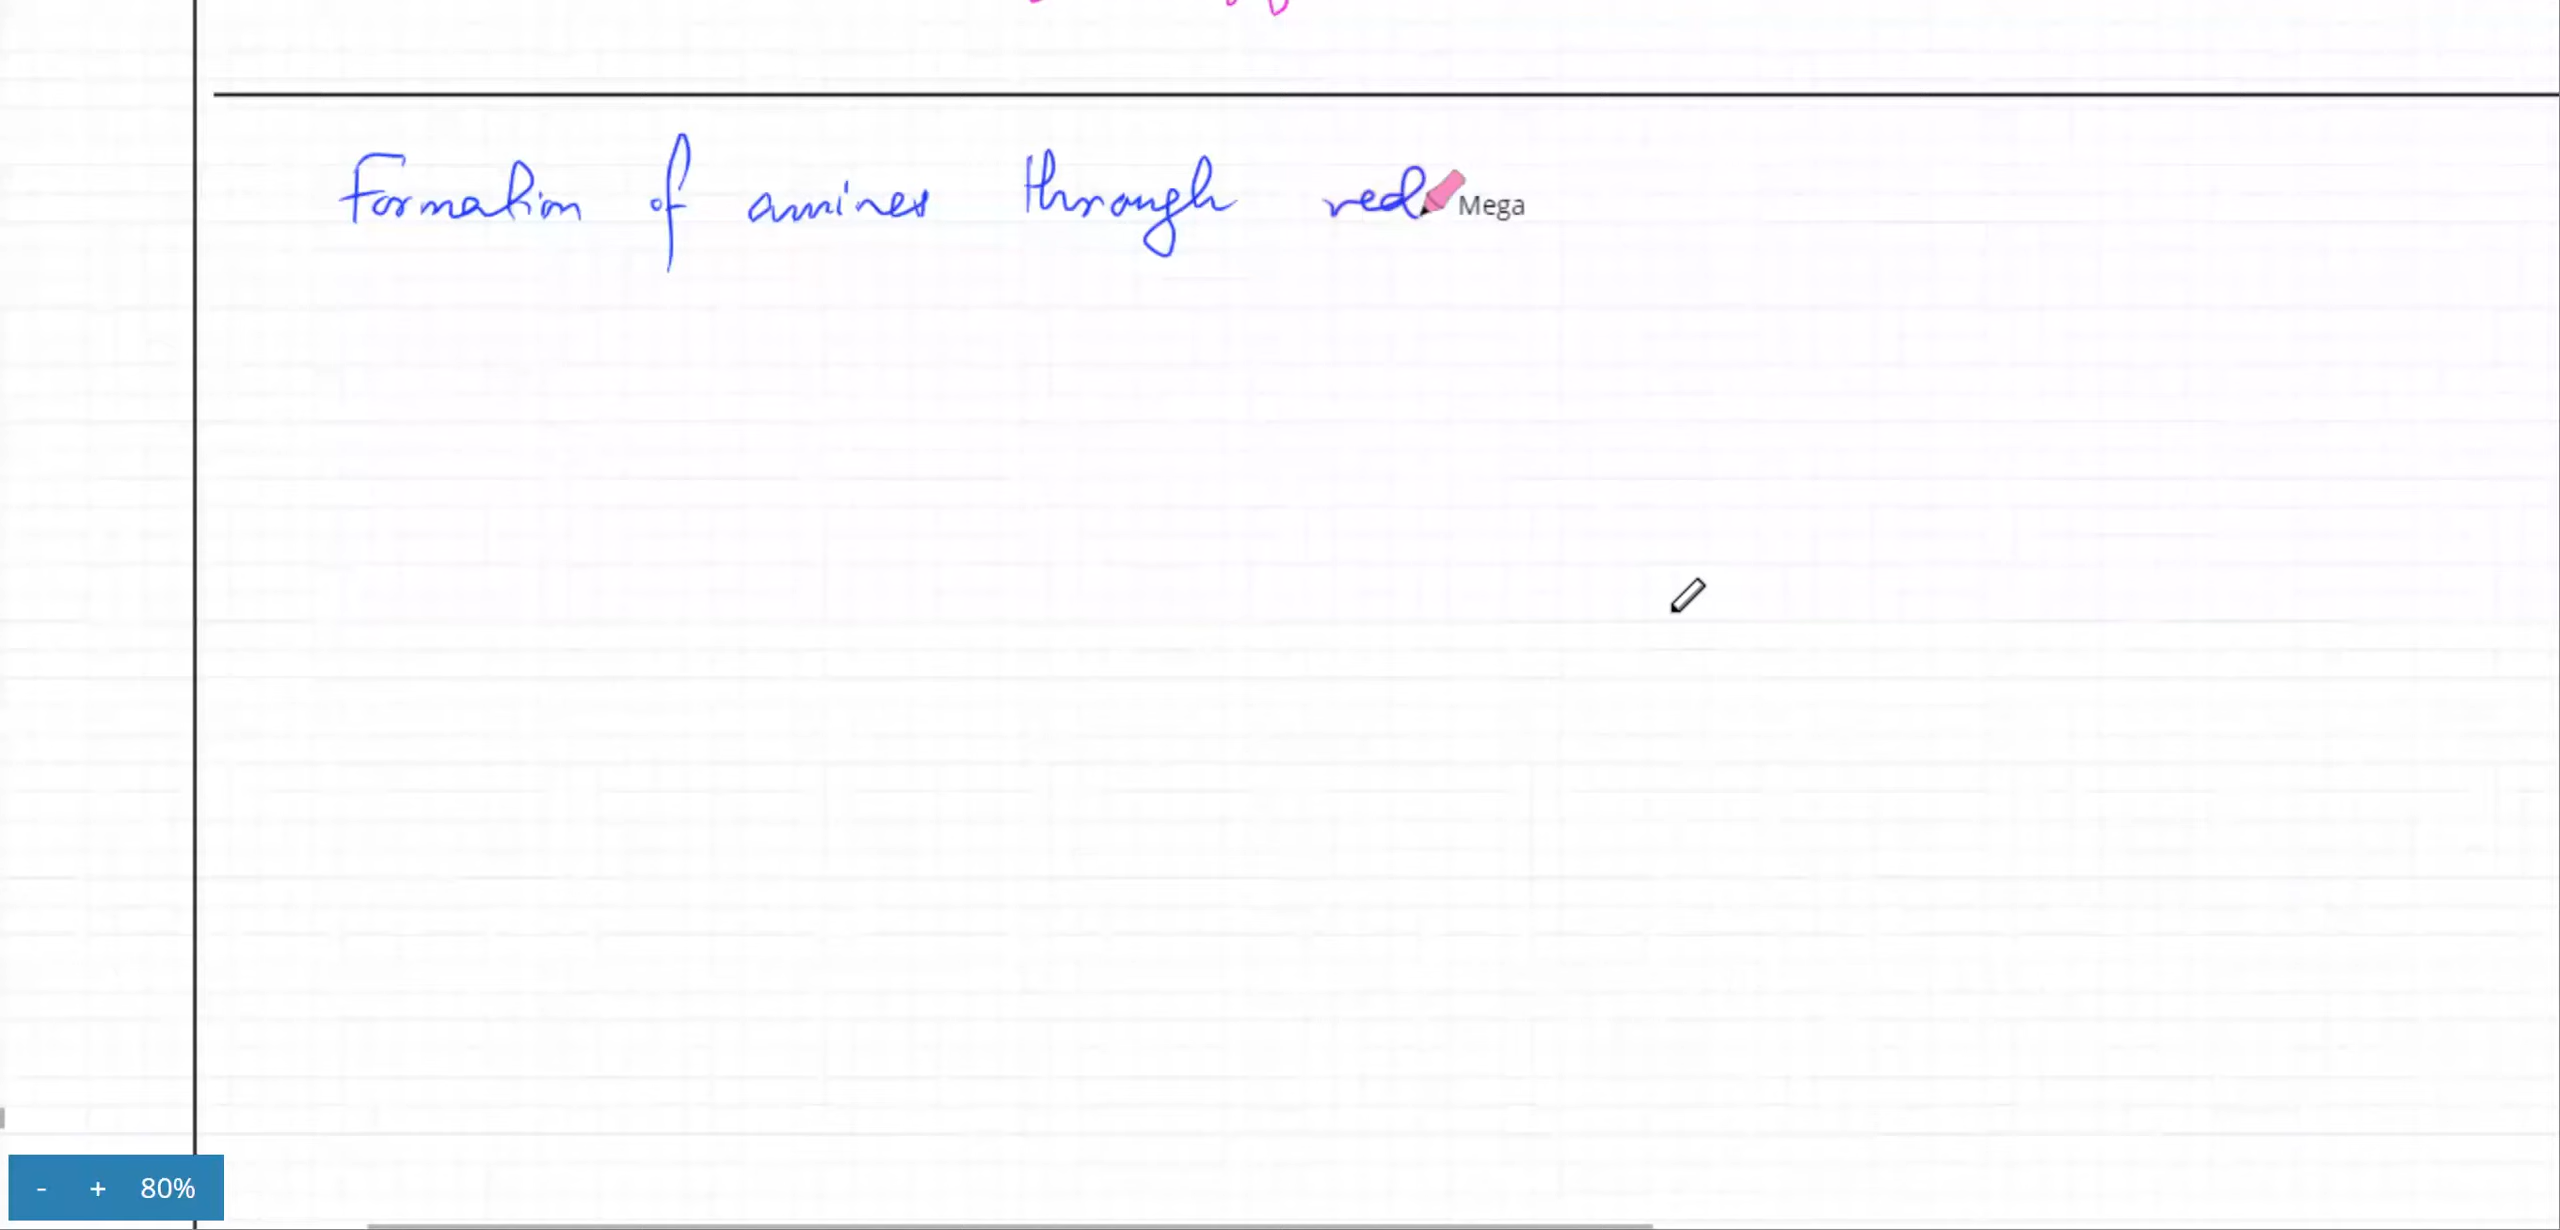 Formation of amines through red
Mega
- + 80%